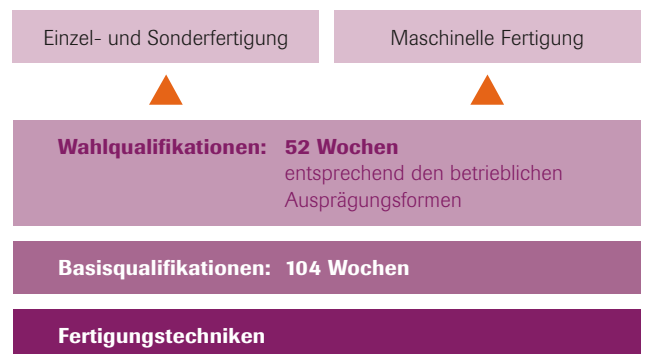 Einzel- und Sonderfertigung
Maschinelle Fertigung
Wahlqualifikationen: 52 Wochen
entsprechend den betrieblichen
Ausprägungsformen
Basisqualifikationen: 104 Wochen
Fertigungstechniken